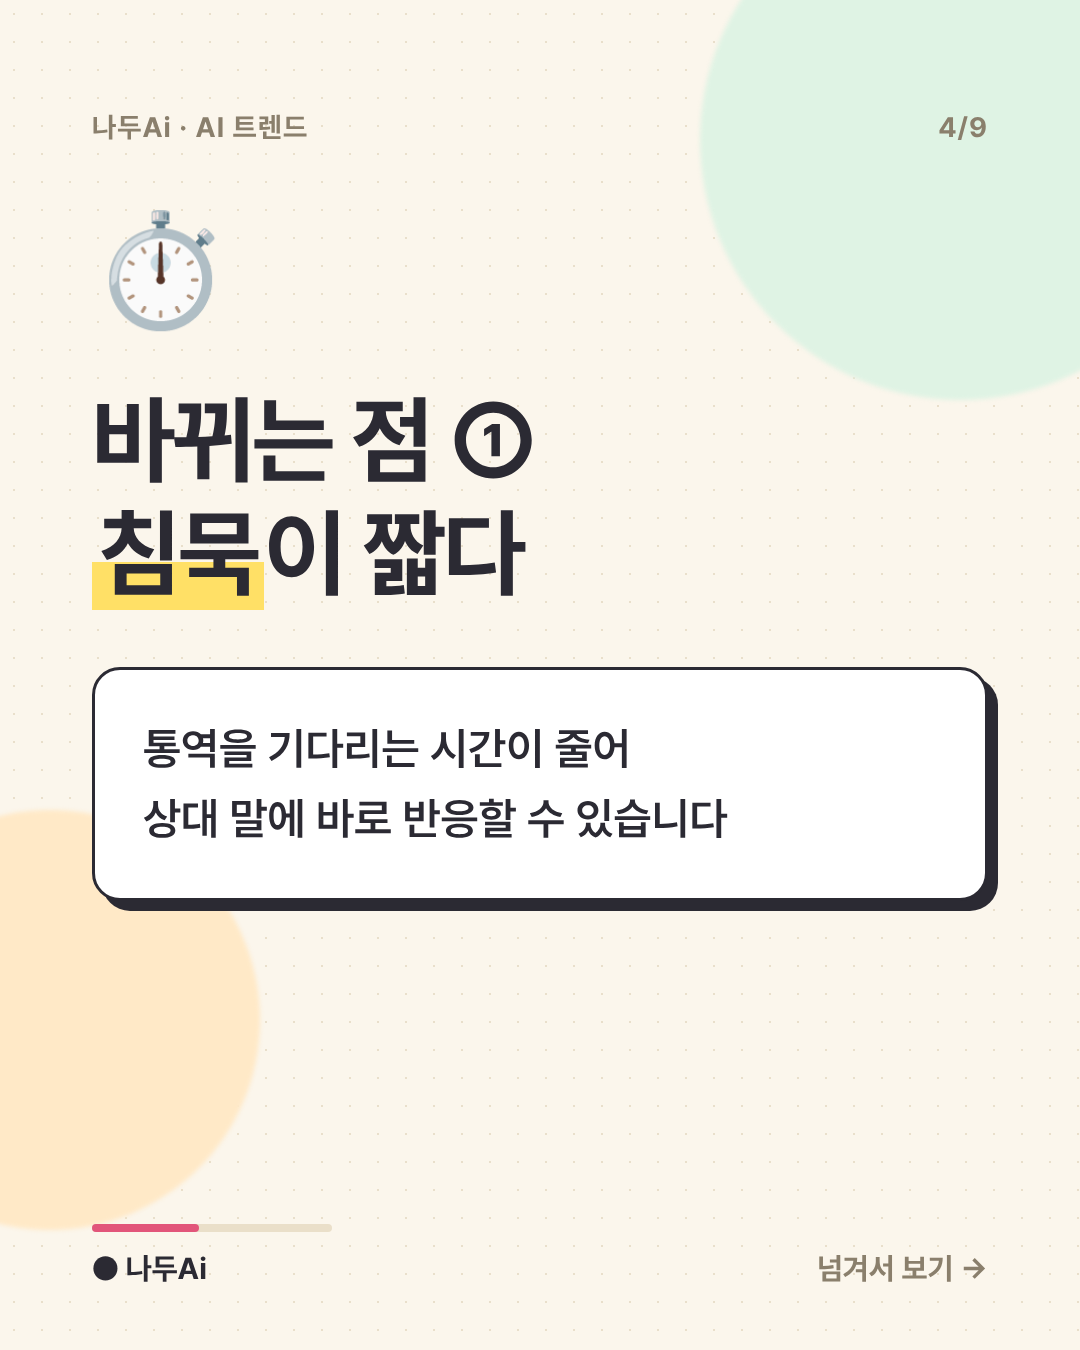 나두Ai · AI 트렌드
4/9
바뀌는 점 ①
침묵이 짧다
통역을 기다리는 시간이 줄어
상대 말에 바로 반응할 수 있습니다
● 나두Ai
넘겨서 보기 →